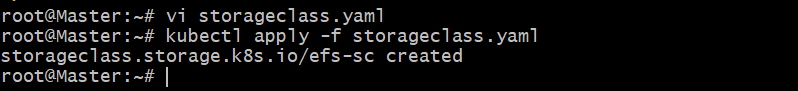 root@Master:~# vi storageclass.yaml
root@Master:~# kubectl apply -f storageclass.yaml
storageclass.storage.k8s.io/efs-sc created
root@Master:~#